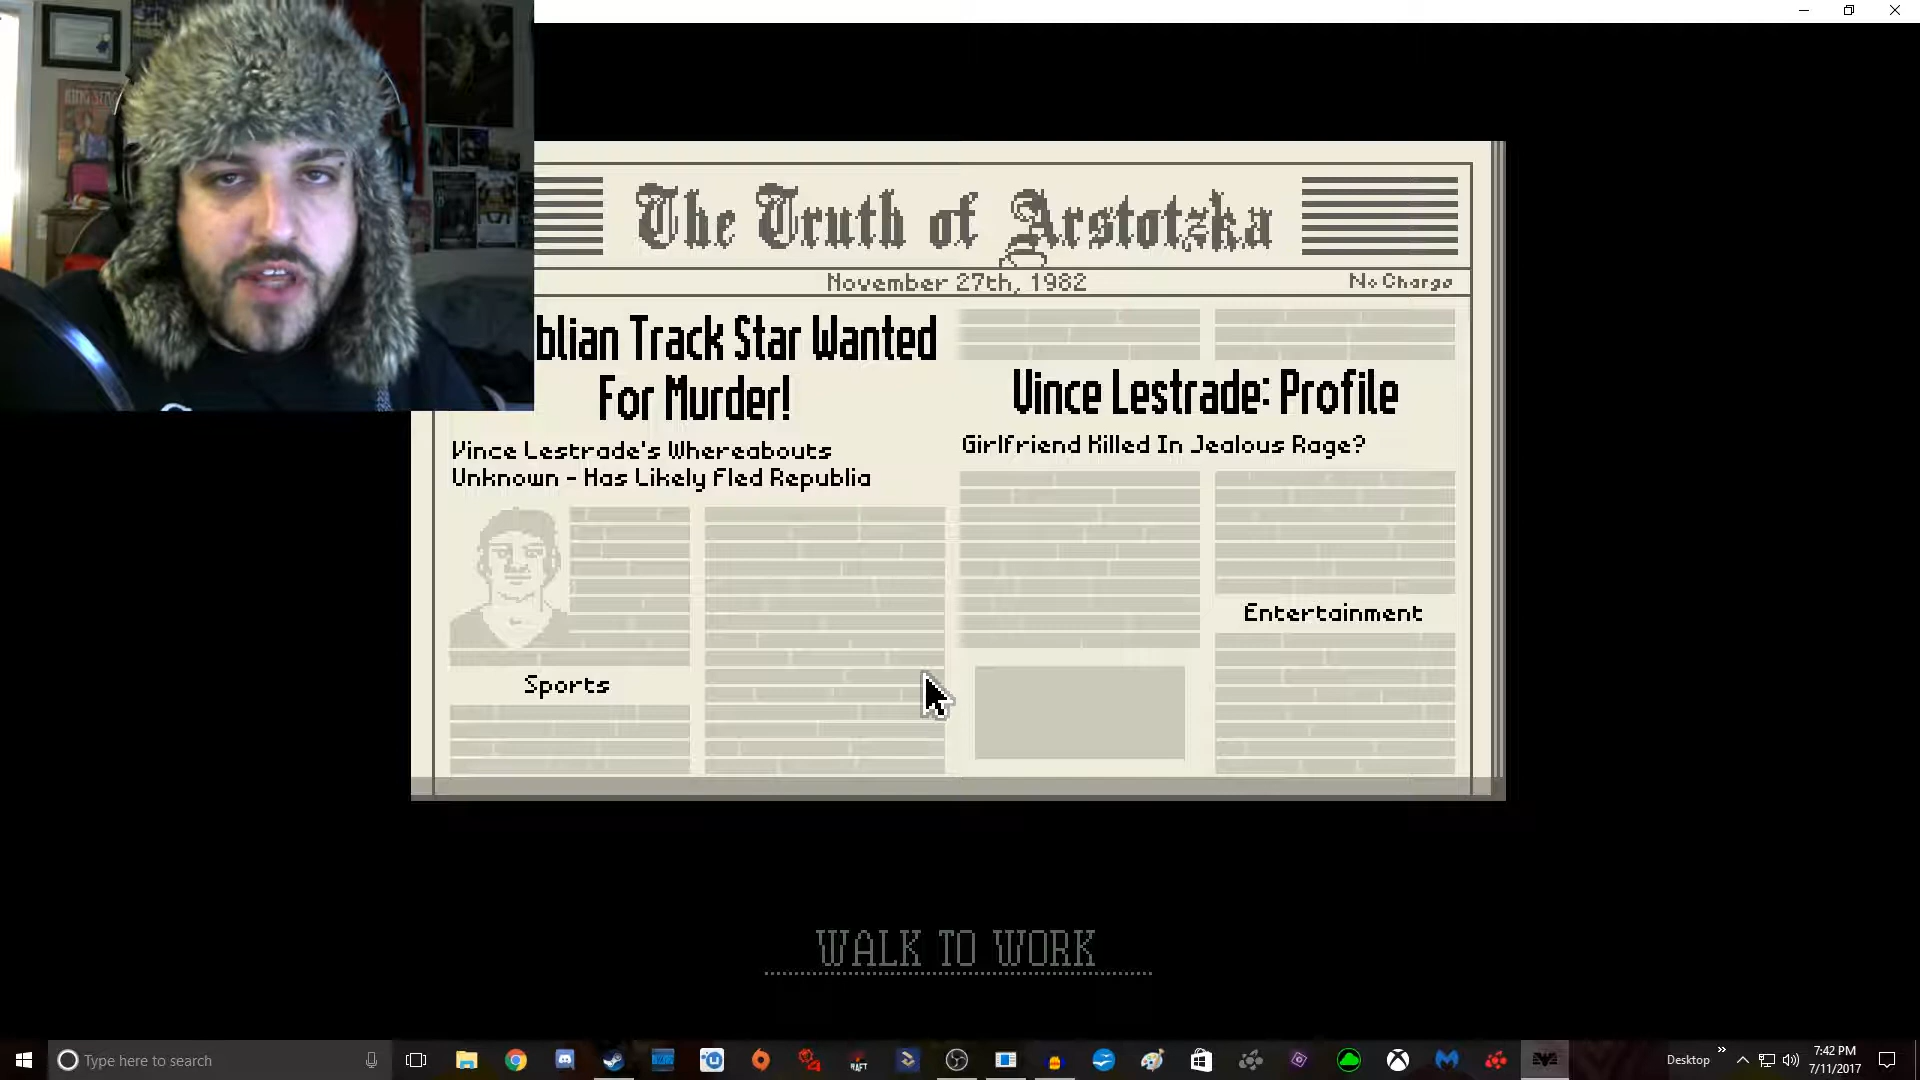 The Truth of Arstotzka
November 27th, 1982
No Charge
blian Track Star Wanted
For Murder!
Vince Lestrade's Whereabouts
Unknown - Has Likely Fled Republia
Sports
Vince Lestrade: Profile
Girlfriend Killed In Jealous Rage?
Entertainment
WALK TO WORK
Type here to search
RAFT
Desktop
7:42 PM
7/11/2017